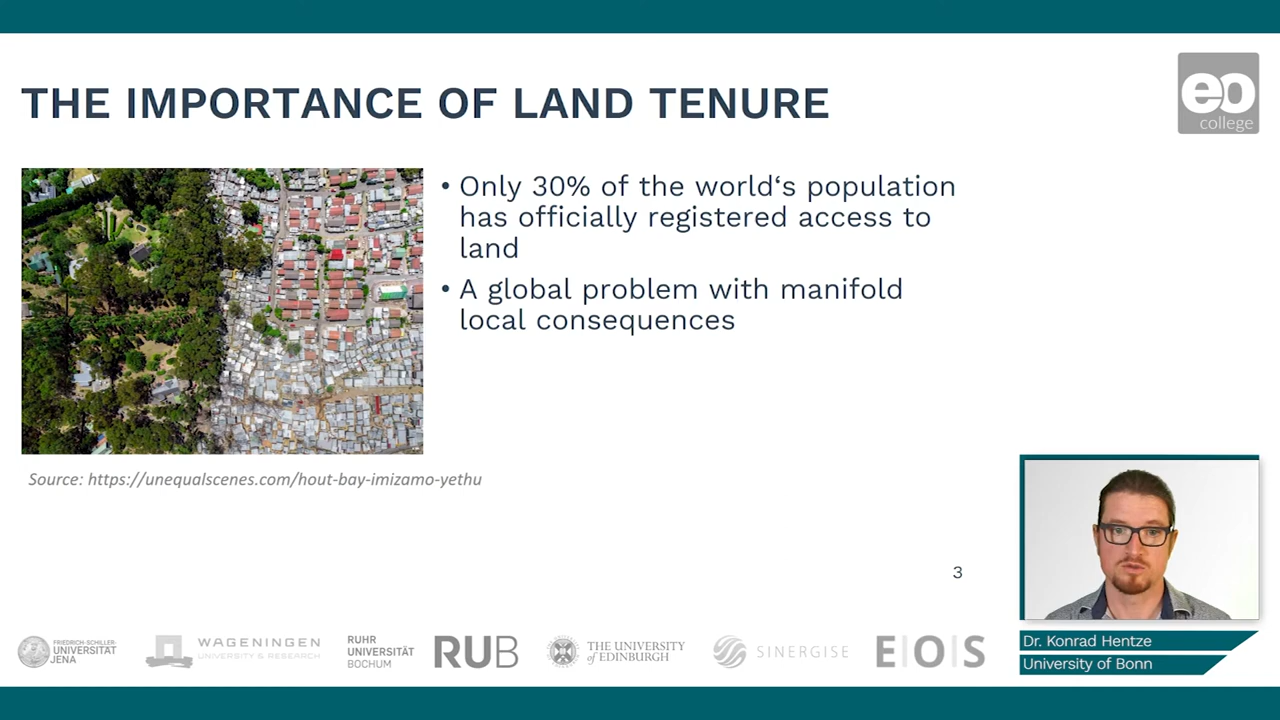 THE IMPORTANCE OF LAND TENURE
eo
college
• Only 30% of the world‘s population
has officially registered access to
land
• A global problem with manifold
local consequences
Source: https://unequalscenes.com/hout-bay-imizamo-yethu
3
Dr. Konrad Hentze
University of Bonn
FRIEDRICH-SCHILLER-
UNIVERSITÄT
JENA
WAGENINGEN
UNIVERSITY & RESEARCH
RUHR
UNIVERSITÄT
BOCHUM
RUB
THE UNIVERSITY
of EDINBURGH
SINERGISE
E|O|S